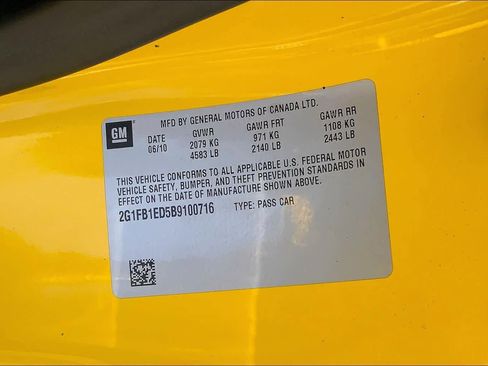 GM
MFD BY GENERAL MOTORS OF CANADA LTD.
DATE GVWR GAWR FRT GAWR RR
06/10 2079 KG 971 KG 1108 KG
4583 LB 2140 LB 2443 LB
THIS VEHICLE CONFORMS TO ALL APPLICABLE U.S. FEDERAL MOTOR
VEHICLE SAFETY, BUMPER, AND THEFT PREVENTION STANDARDS IN
EFFECT ON THE DATE OF MANUFACTURE SHOWN ABOVE.
2G1FB1ED5B9100716 TYPE: PASS CAR